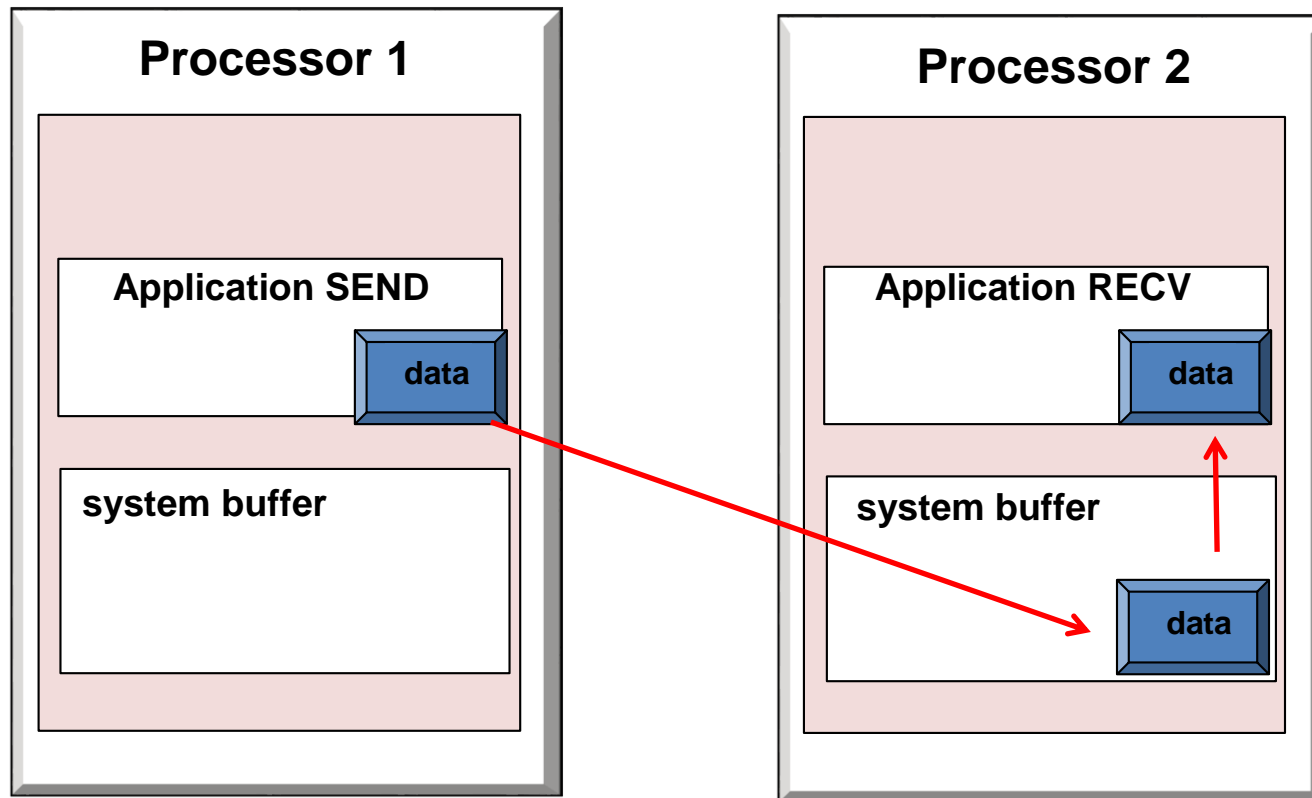 Processor 1
Application SEND
data
system buffer
Processor 2
Application RECV
data
system buffer
data